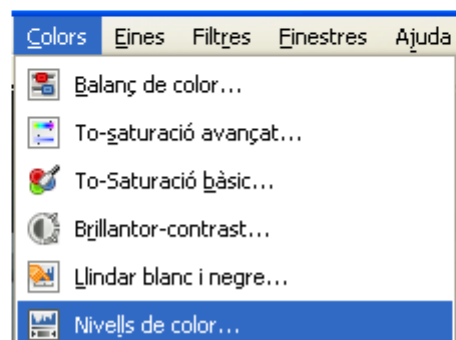 Colors Eines Filtres Finestres Ajuda
Balanç de color...
To-saturació avançat...
To-Saturació bàsic...
Brillantor-contrast...
Llindar blanc i negre...
Nivells de color...